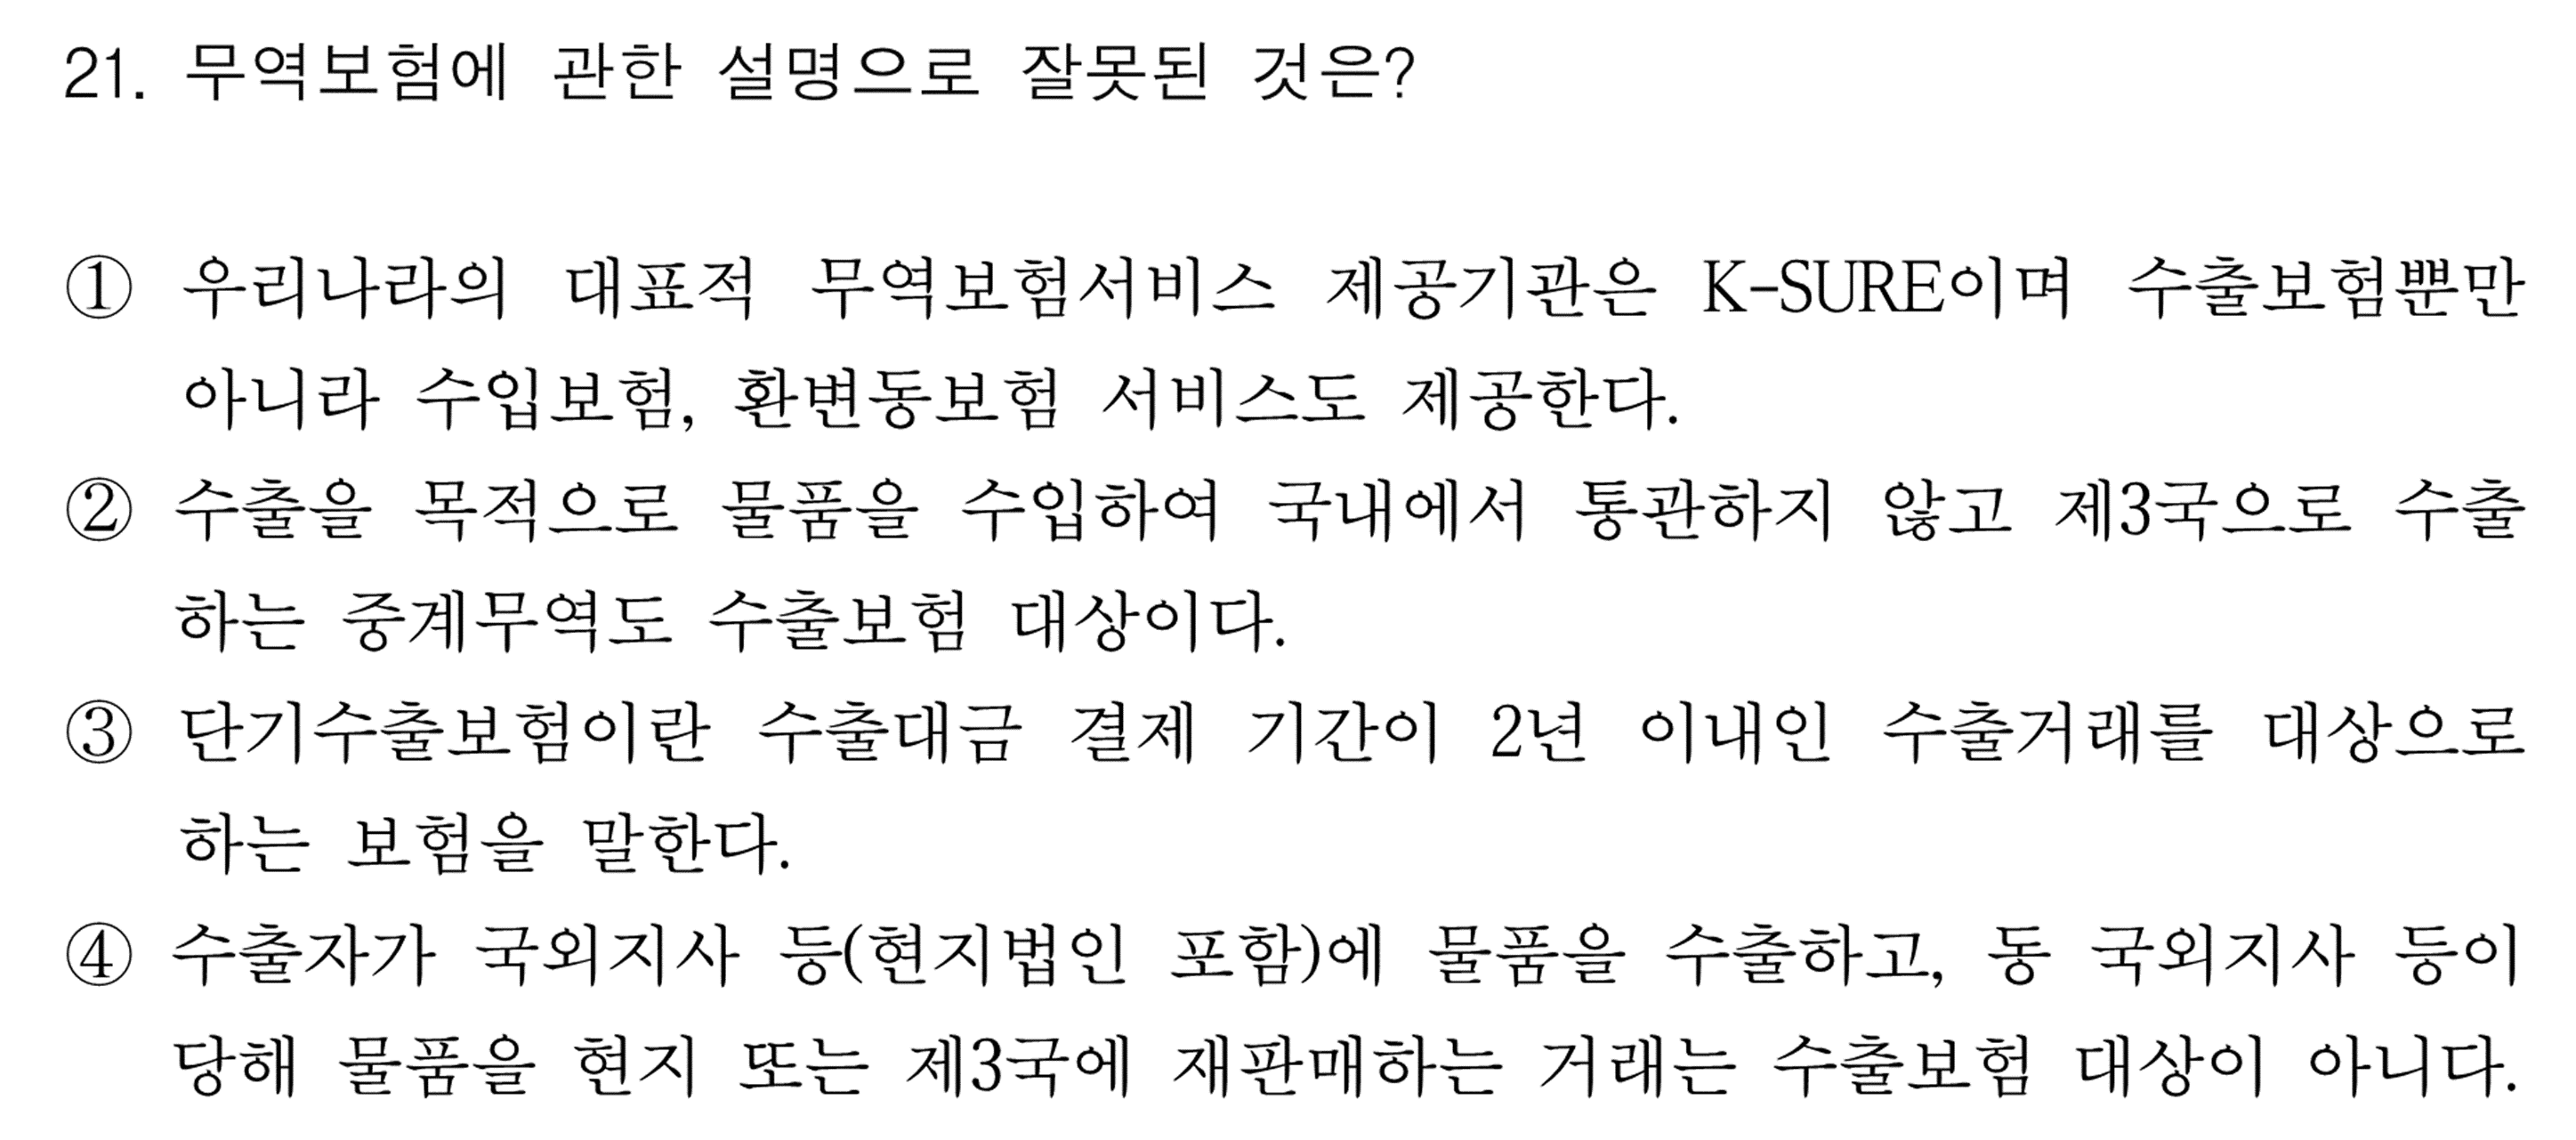 21. 무역보험에 관한 설명으로 잘못된 것은?
① 우리나라의 대표적 무역보험서비스 제공기관은 K-SURE이며 수출보험뿐만
아니라 수입보험, 환변동보험 서비스도 제공한다.
② 수출을 목적으로 물품을 수입하여 국내에서 통관하지 않고 제3국으로 수출
하는 중계무역도 수출보험 대상이다.
③ 단기수출보험이란 수출대금 결제 기간이 2년 이내인 수출거래를 대상으로
하는 보험을 말한다.
④ 수출자가 국외지사 등(현지법인 포함)에 물품을 수출하고, 동 국외지사 등이
당해 물품을 현지 또는 제3국에 재판매하는 거래는 수출보험 대상이 아니다.